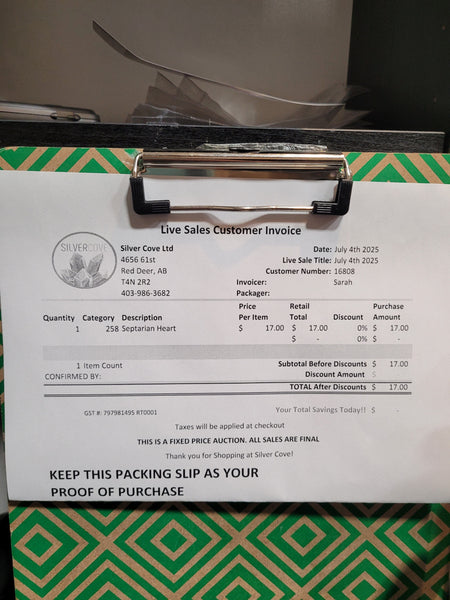 Live Sales Customer Invoice
SILVERCOVE
Silver Cove Ltd
4656 61st
Red Deer, AB
T4N 2R2
403-986-3682
Date: July 4th 2025
Live Sale Title: July 4th 2025
Customer Number: 16808
Invoicer: Sarah
Packager:
Quantity Category Description Price Per Item Retail Total Discount Purchase Amount
1 258 Septarian Heart $ 17.00 $ 17.00 0% $ 17.00
$ - 0% $ -
1 Item Count Subtotal Before Discounts $ 17.00
CONFIRMED BY: Discount Amount $
TOTAL After Discounts $ 17.00
GST #: 797981495 RT0001 Your Total Savings Today!! $ -
Taxes will be applied at checkout
THIS IS A FIXED PRICE AUCTION. ALL SALES ARE FINAL
Thank you for Shopping at Silver Cove!
KEEP THIS PACKING SLIP AS YOUR
PROOF OF PURCHASE